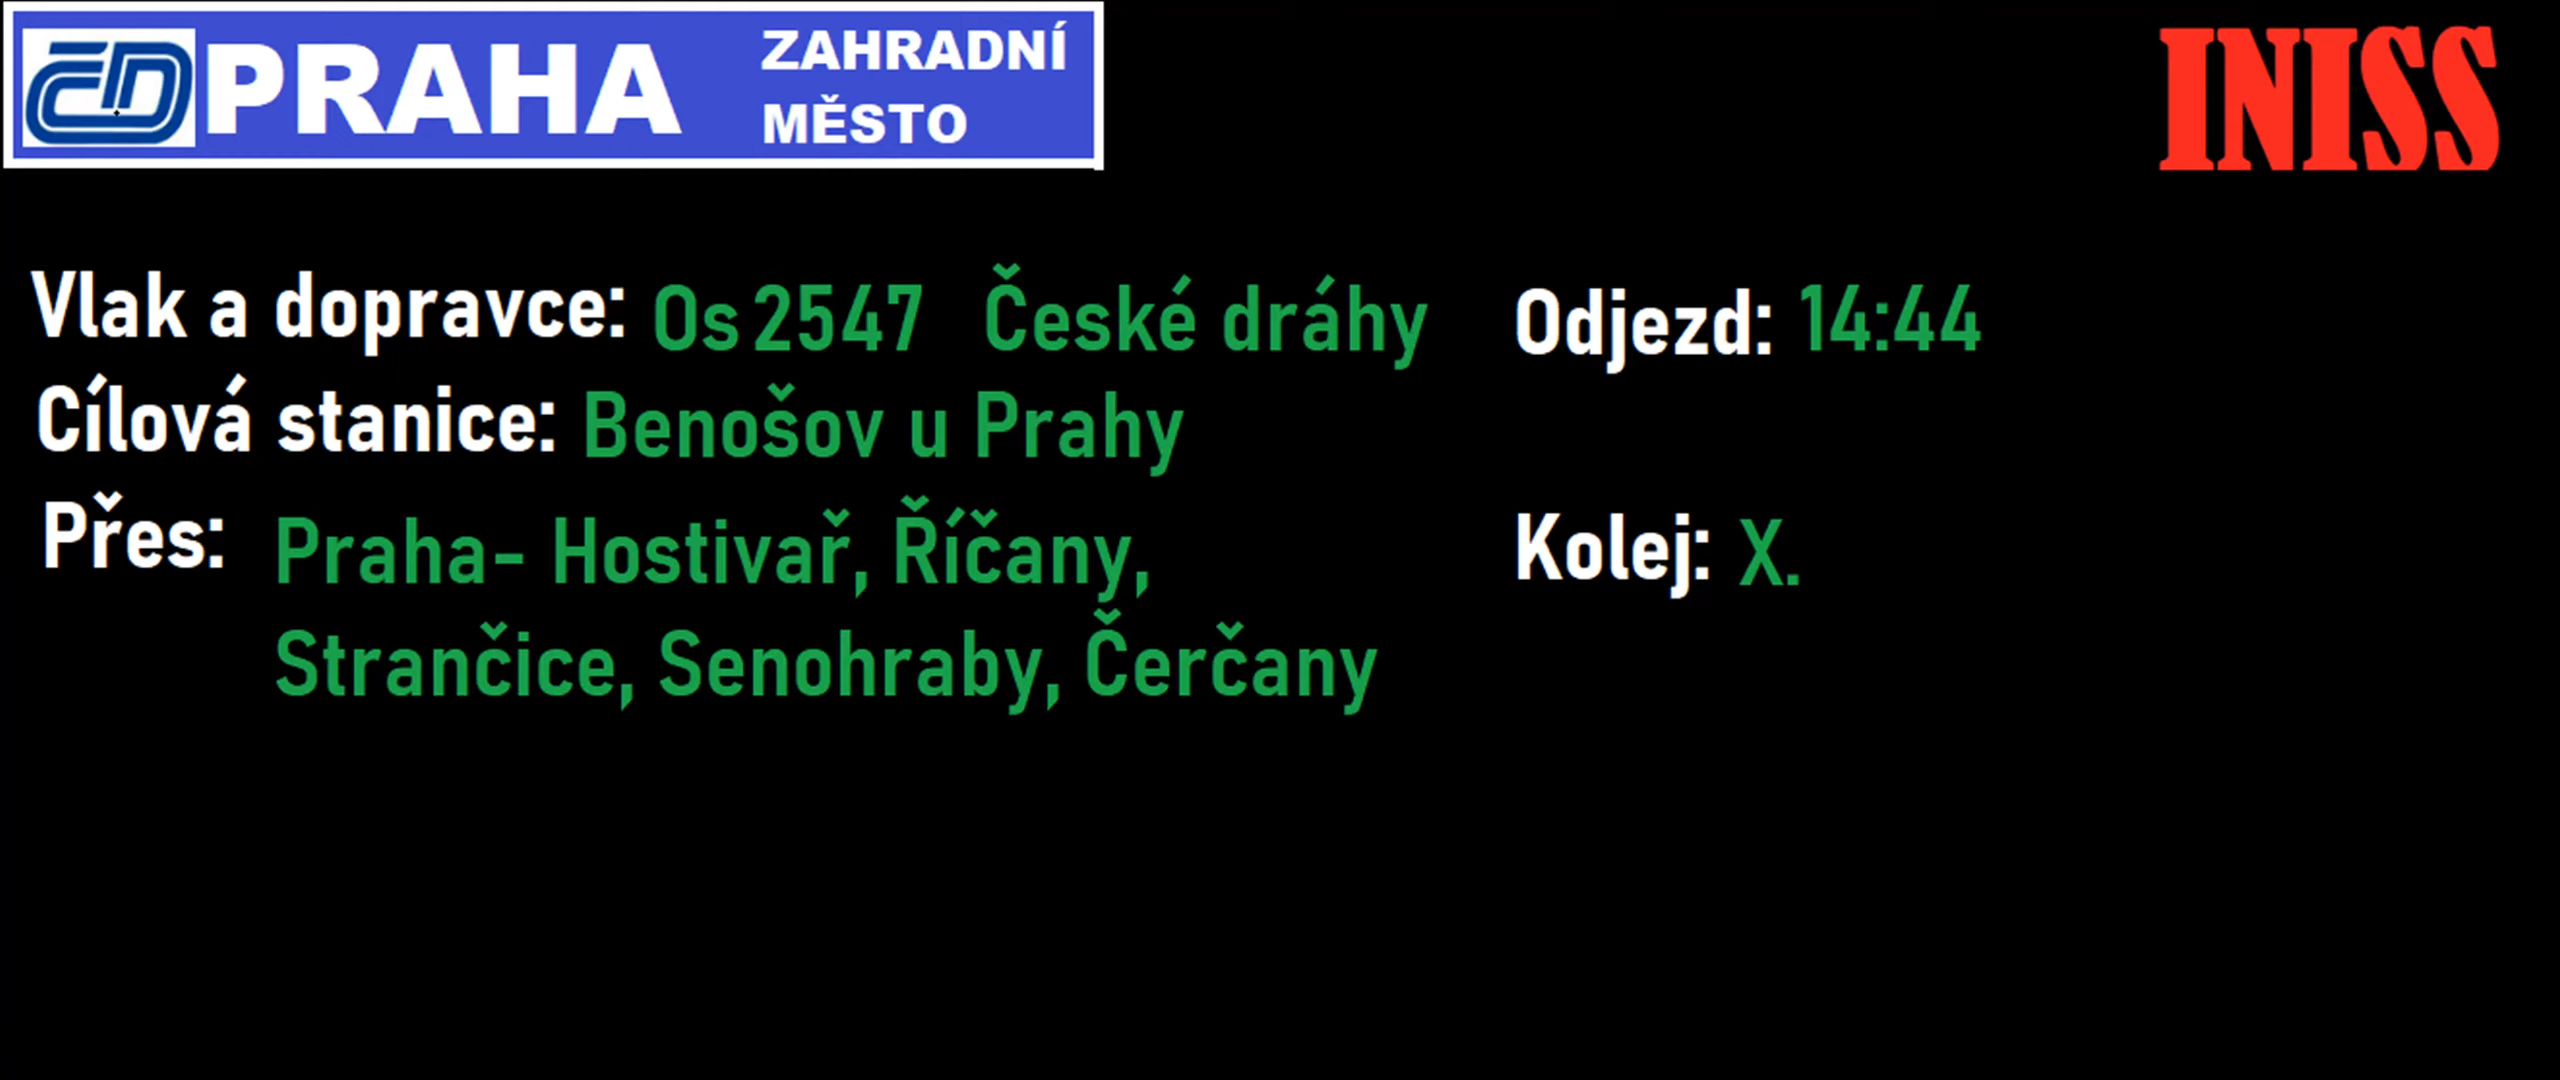 ČD PRAHA ZAHRADNÍ MĚSTO
INISS
Vlak a dopravce: Os 2547 České dráhy Odjezd: 14:44
Cílová stanice: Benošov u Prahy
Přes: Praha- Hostivař, Říčany, Kolej: X.
Strančice, Senohraby, Čerčany